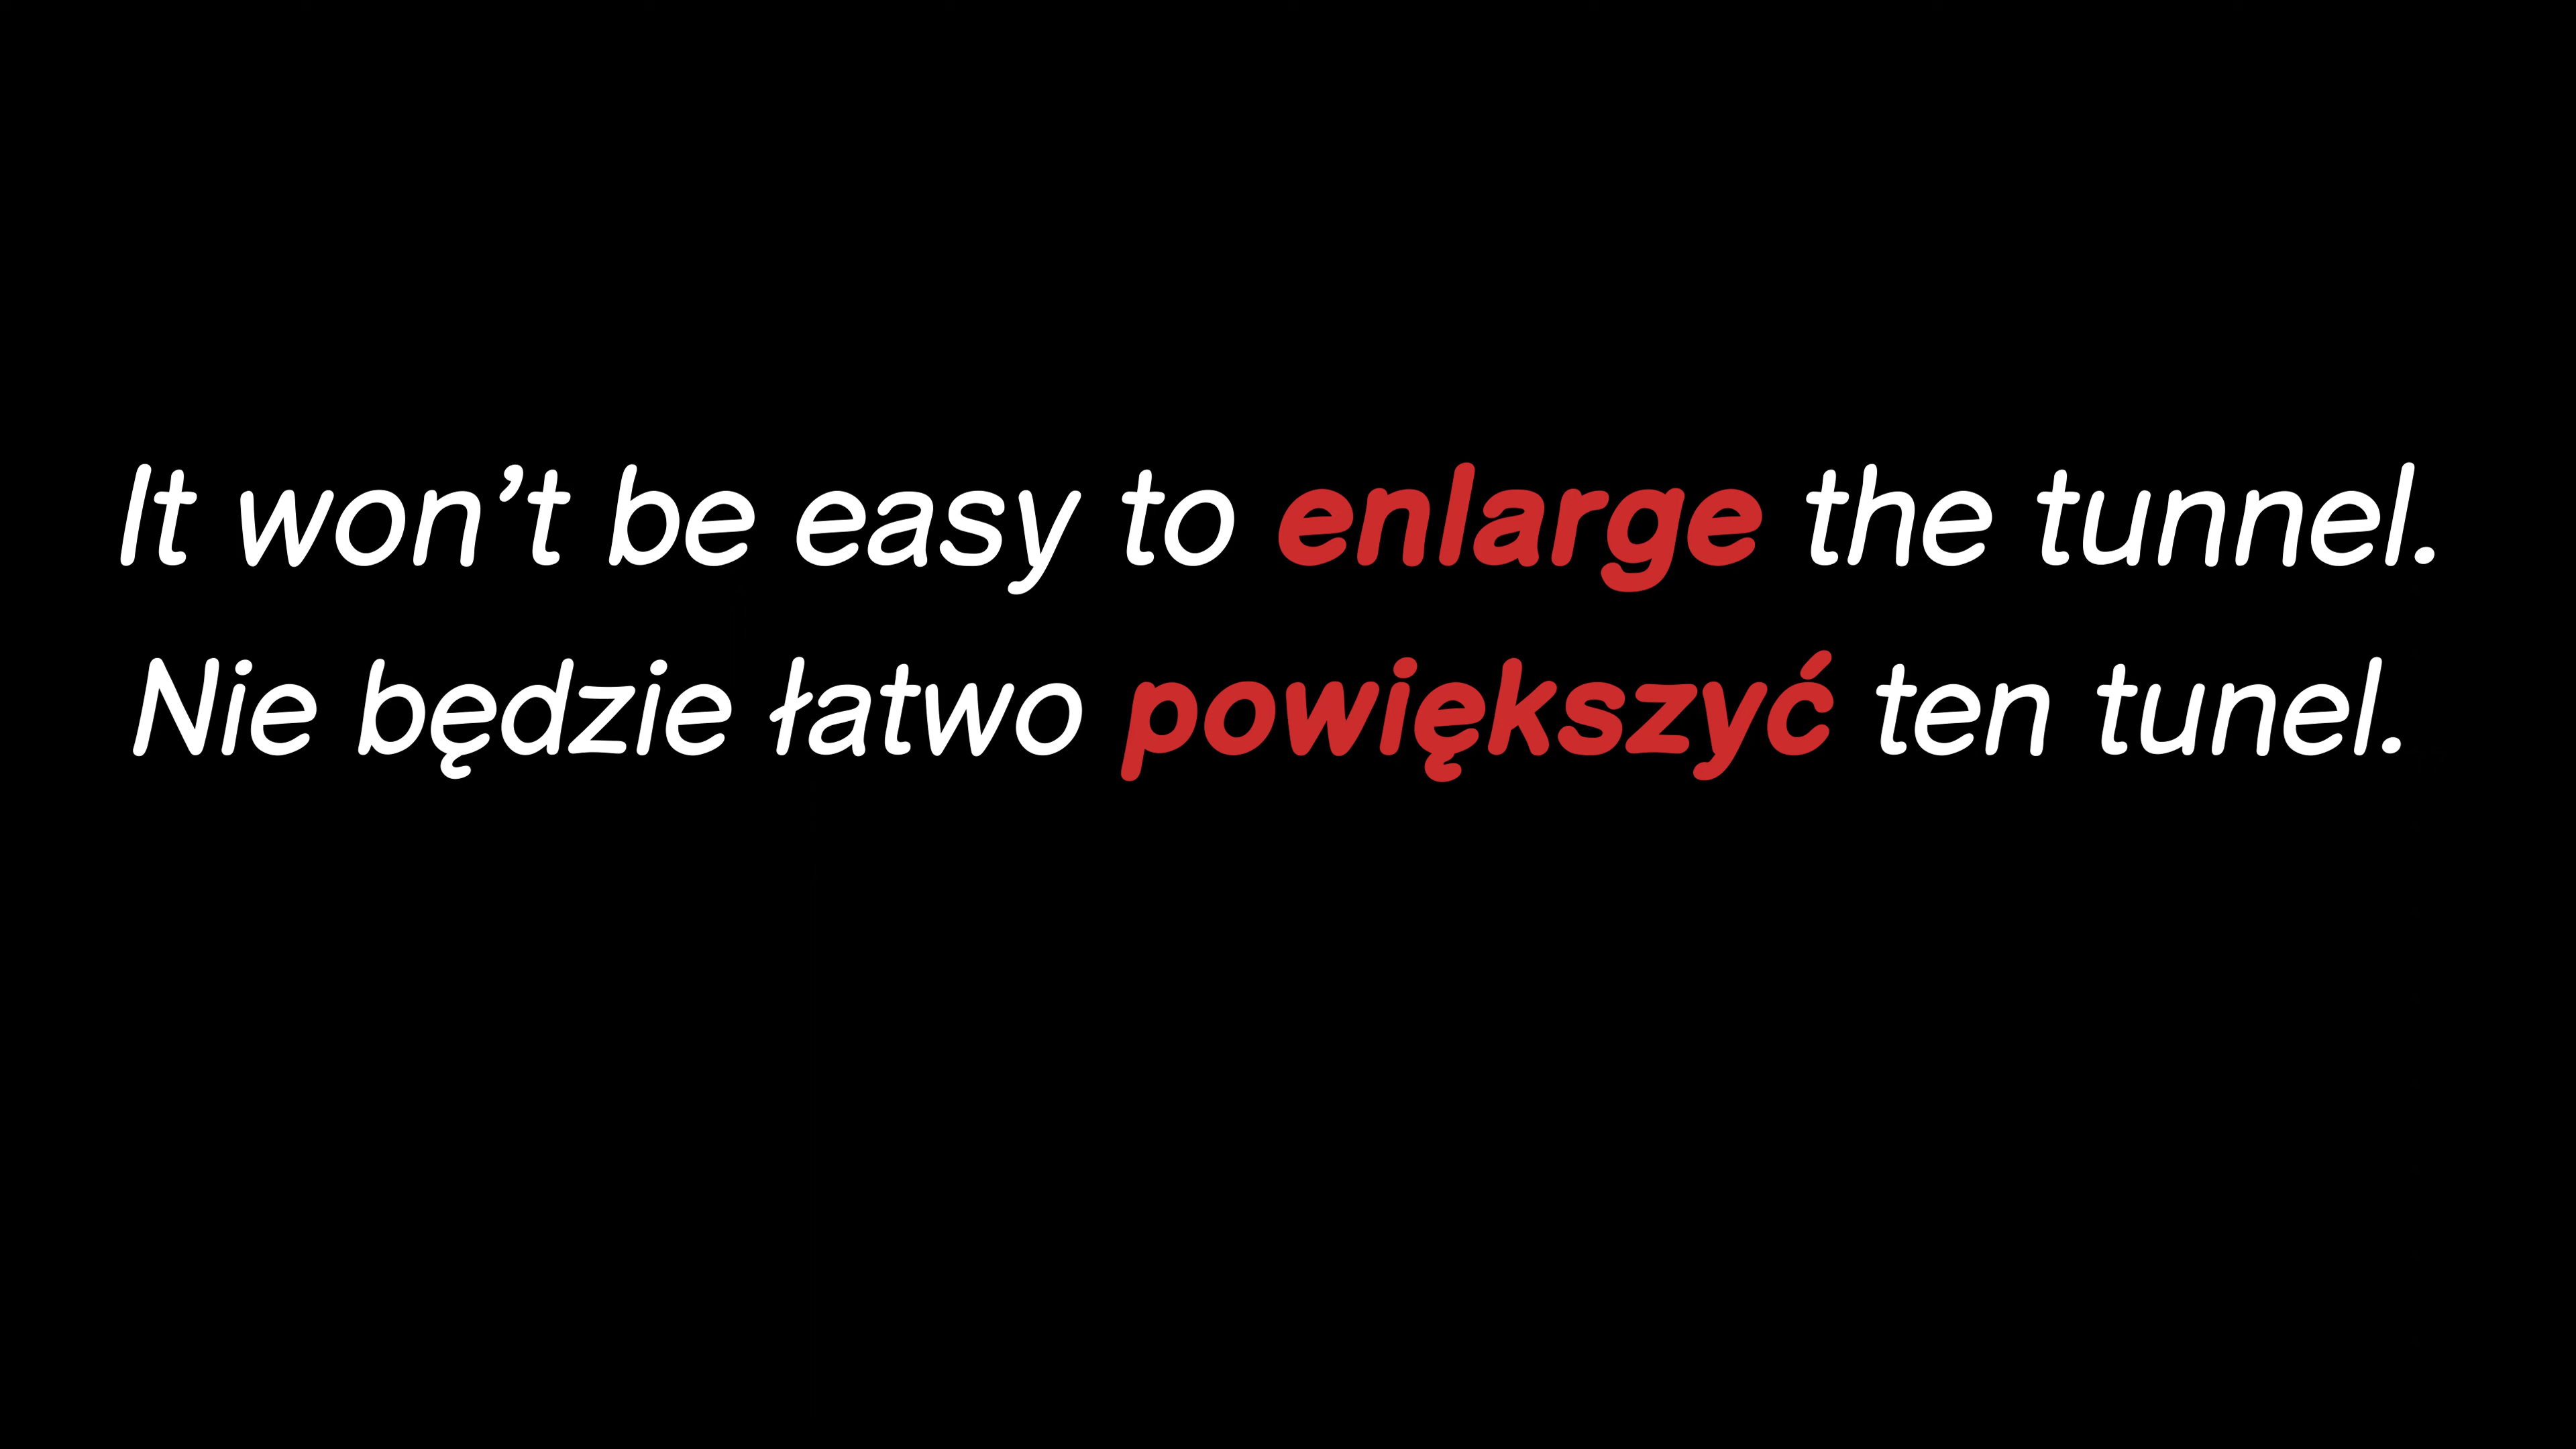 It won’t be easy to enlarge the tunnel.
Nie będzie łatwo powiększyć ten tunel.